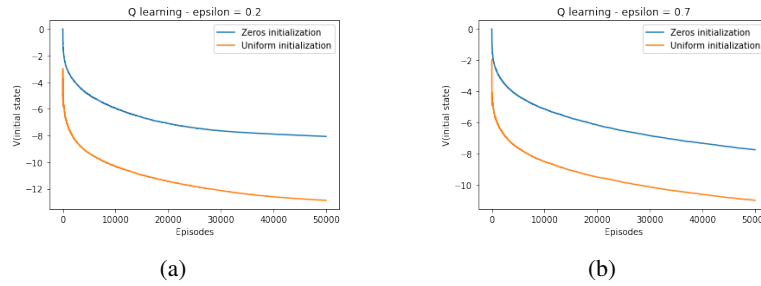 Q learning - epsilon = 0.2
Zeros initialization
Uniform initialization
V(initial state)
0
−2
−4
−6
−8
−10
−12
0
10000
20000
30000
40000
50000
Episodes
(a)
Q learning - epsilon = 0.7
Zeros initialization
Uniform initialization
V(initial state)
0
−2
−4
−6
−8
−10
0
10000
20000
30000
40000
50000
Episodes
(b)